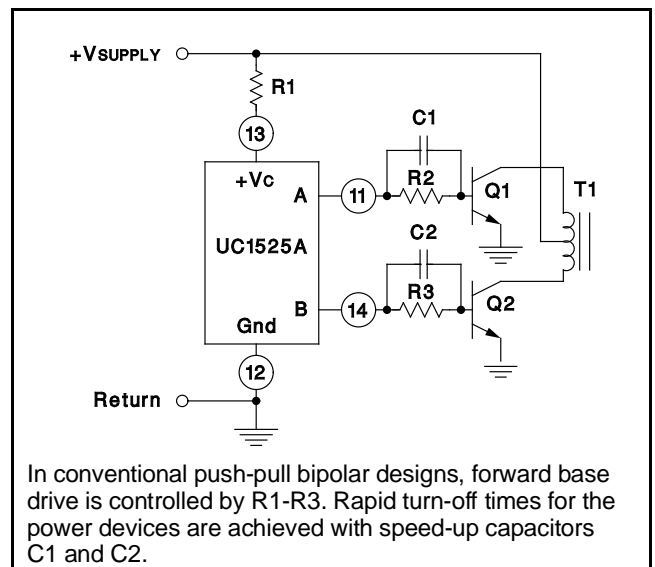 +VSUPPLY
R1
13
C1
+Vc
A
11
R2
Q1
T1
UC1525A
C2
B
14
R3
Q2
Gnd
12
Return
In conventional push-pull bipolar designs, forward base
drive is controlled by R1-R3. Rapid turn-off times for the
power devices are achieved with speed-up capacitors
C1 and C2.